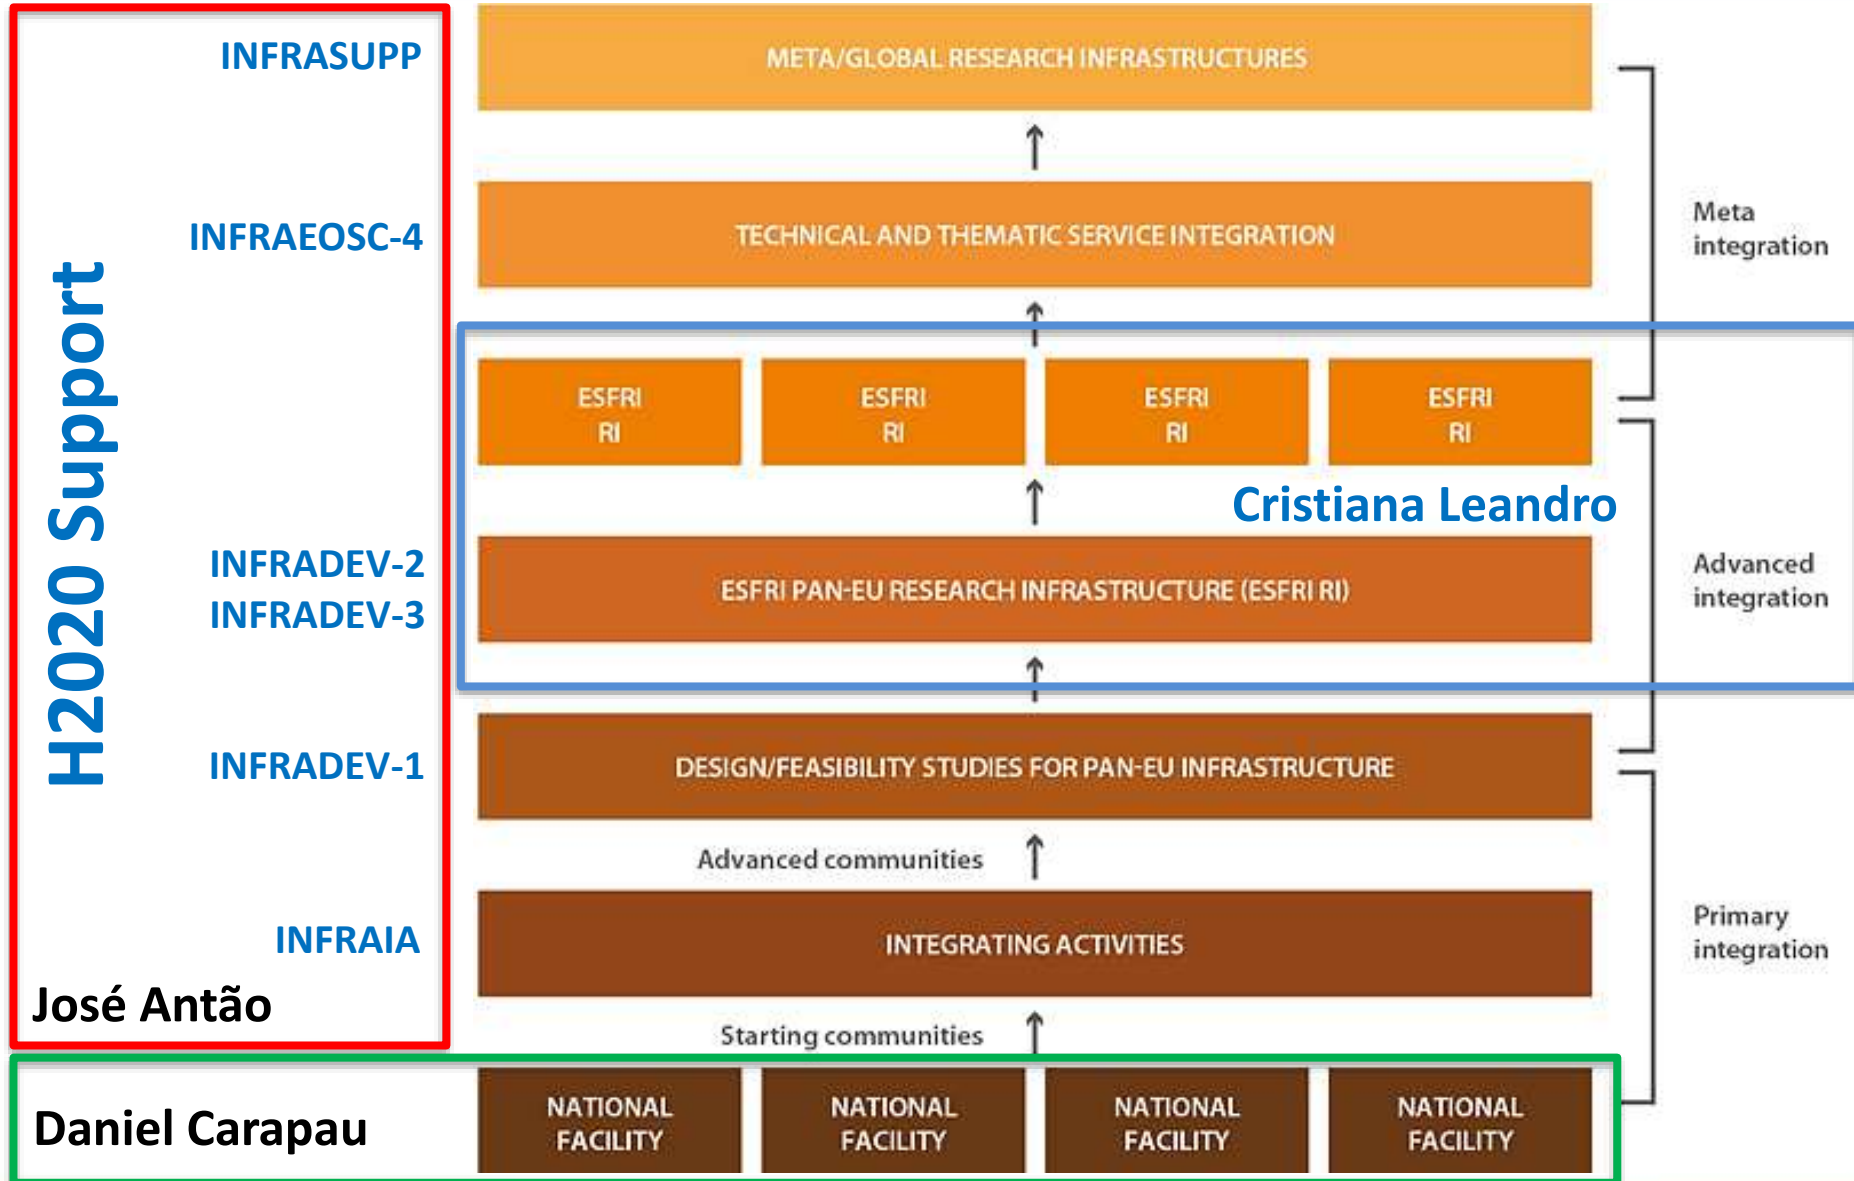 INFRASUPP
META/GLOBAL RESEARCH INFRASTRUCTURES
INFRAEOSC-4
TECHNICAL AND THEMATIC SERVICE INTEGRATION
Meta
integration
H2020 Support
ESFRI
RI
ESFRI
RI
ESFRI
RI
ESFRI
RI
Cristiana Leandro
INFRADEV-2
INFRADEV-3
ESFRI PAN-EU RESEARCH INFRASTRUCTURE (ESFRI RI)
Advanced
integration
INFRADEV-1
DESIGN/FEASIBILITY STUDIES FOR PAN-EU INFRASTRUCTURE
Advanced communities
INFRAIA
INTEGRATING ACTIVITIES
Primary
integration
José Antão
Starting communities
Daniel Carapau
NATIONAL
FACILITY
NATIONAL
FACILITY
NATIONAL
FACILITY
NATIONAL
FACILITY